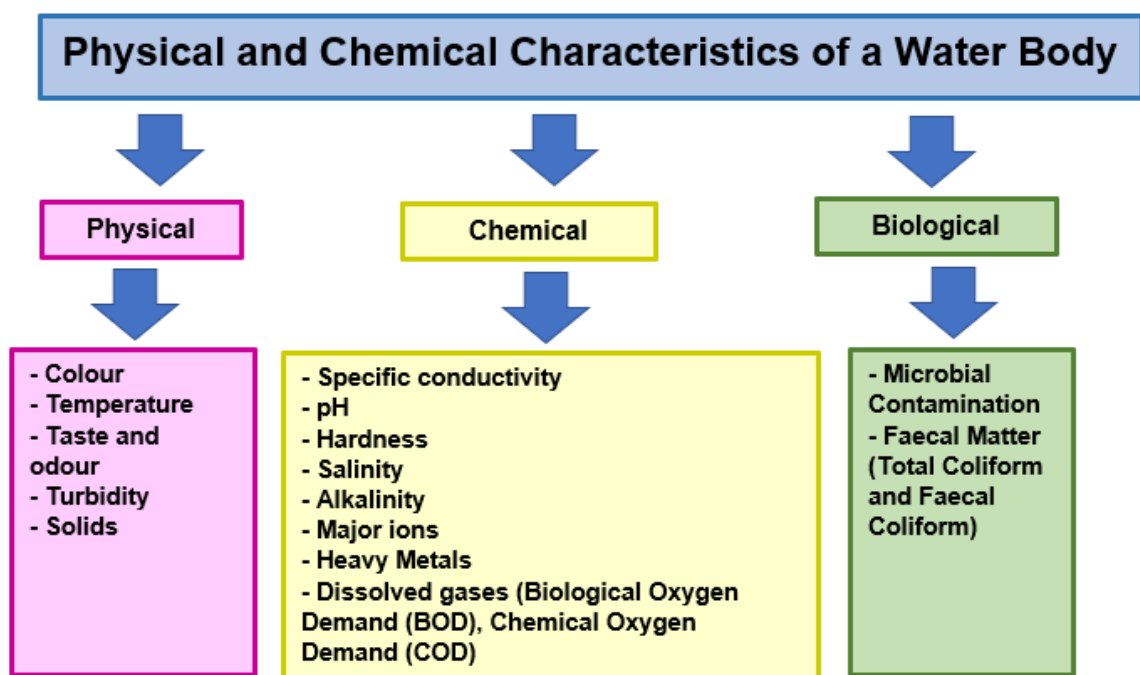 Physical and Chemical Characteristics of a Water Body
Physical
Chemical
Biological
- Colour
- Temperature
- Taste and
odour
- Turbidity
- Solids
- Specific conductivity
- pH
- Hardness
- Salinity
- Alkalinity
- Major ions
- Heavy Metals
- Dissolved gases (Biological Oxygen
Demand (BOD), Chemical Oxygen
Demand (COD)
- Microbial
Contamination
- Faecal Matter
(Total Coliform
and Faecal
Coliform)